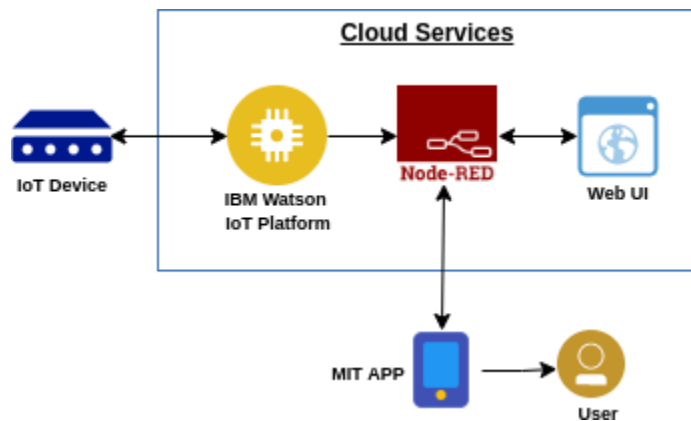 Cloud Services
IoT Device
IBM Watson
IoT Platform
Node-RED
Web UI
MIT APP
User